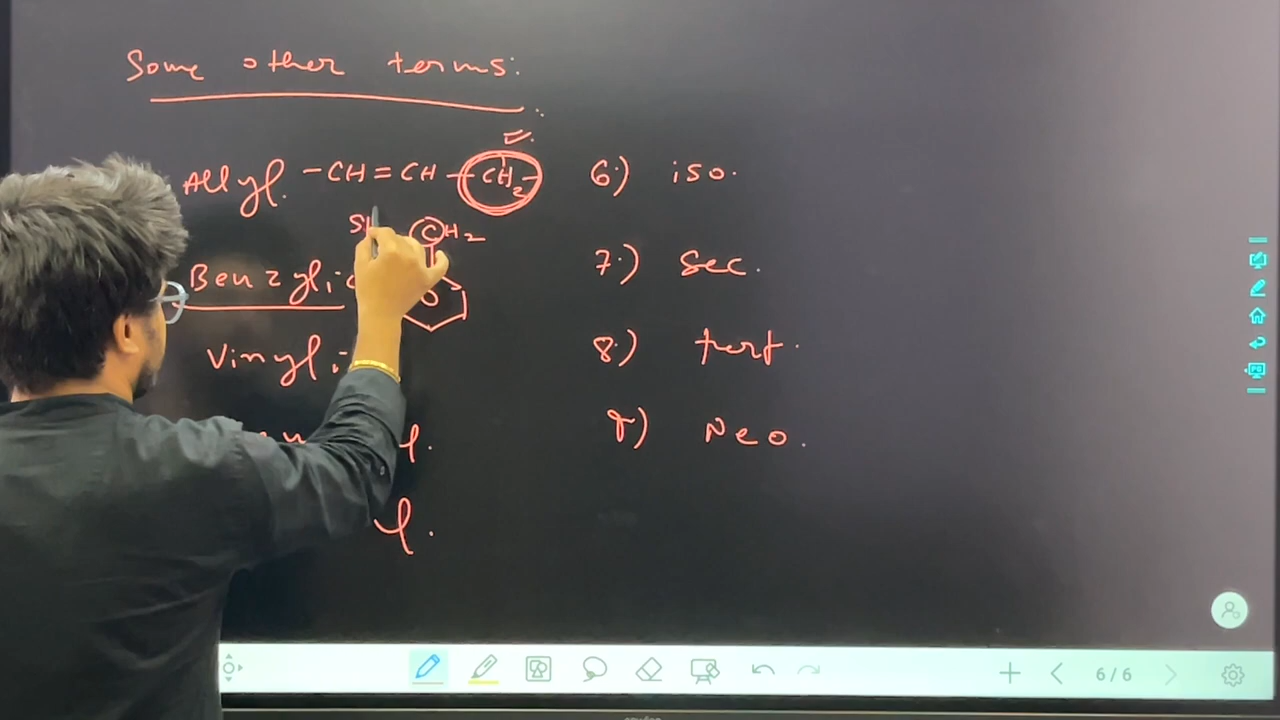 Some other terms:
Allyl. -CH=CH-CH2-
CH2
Benzylic
Vinyli
6.) iso.
7.) Sec.
8.) tert.
9) Neo.
6/6